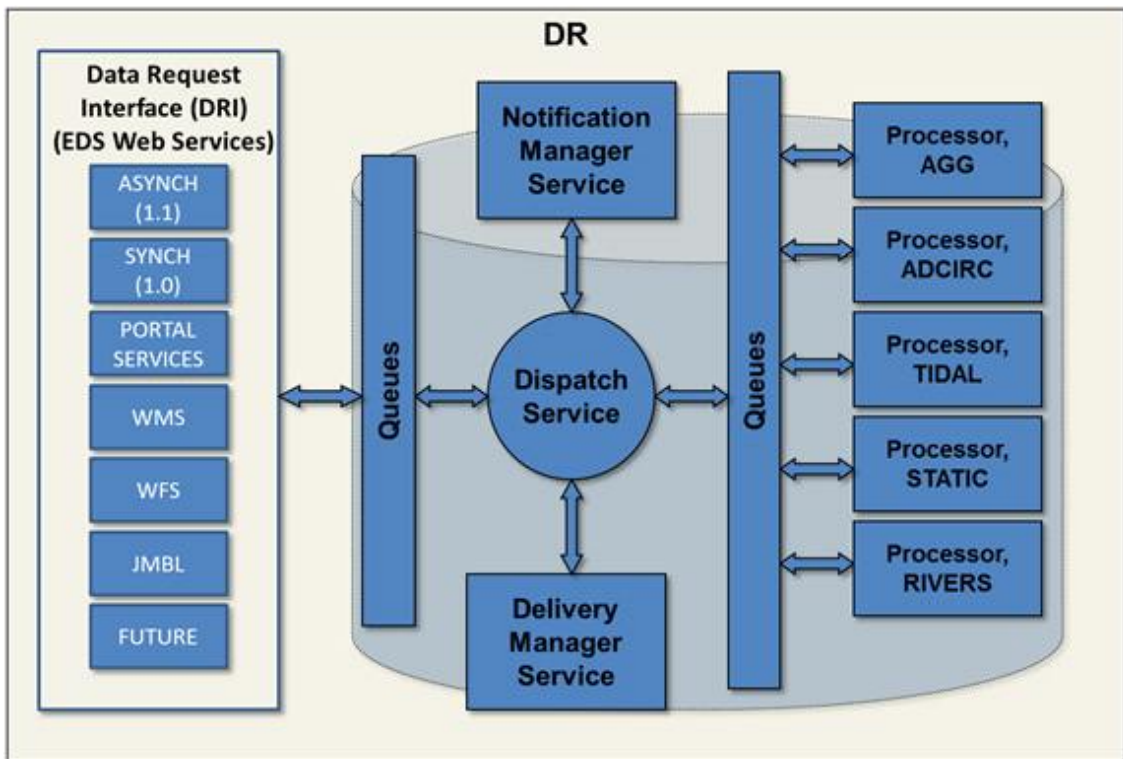 DR
Data Request
Interface (DRI)
(EDS Web Services)
ASYNCH
(1.1)
SYNCH
(1.0)
PORTAL
SERVICES
WMS
WFS
JMBL
FUTURE
Queues
Notification
Manager
Service
Dispatch
Service
Delivery
Manager
Service
Queues
Processor,
AGG
Processor,
ADCIRC
Processor,
TIDAL
Processor,
STATIC
Processor,
RIVERS